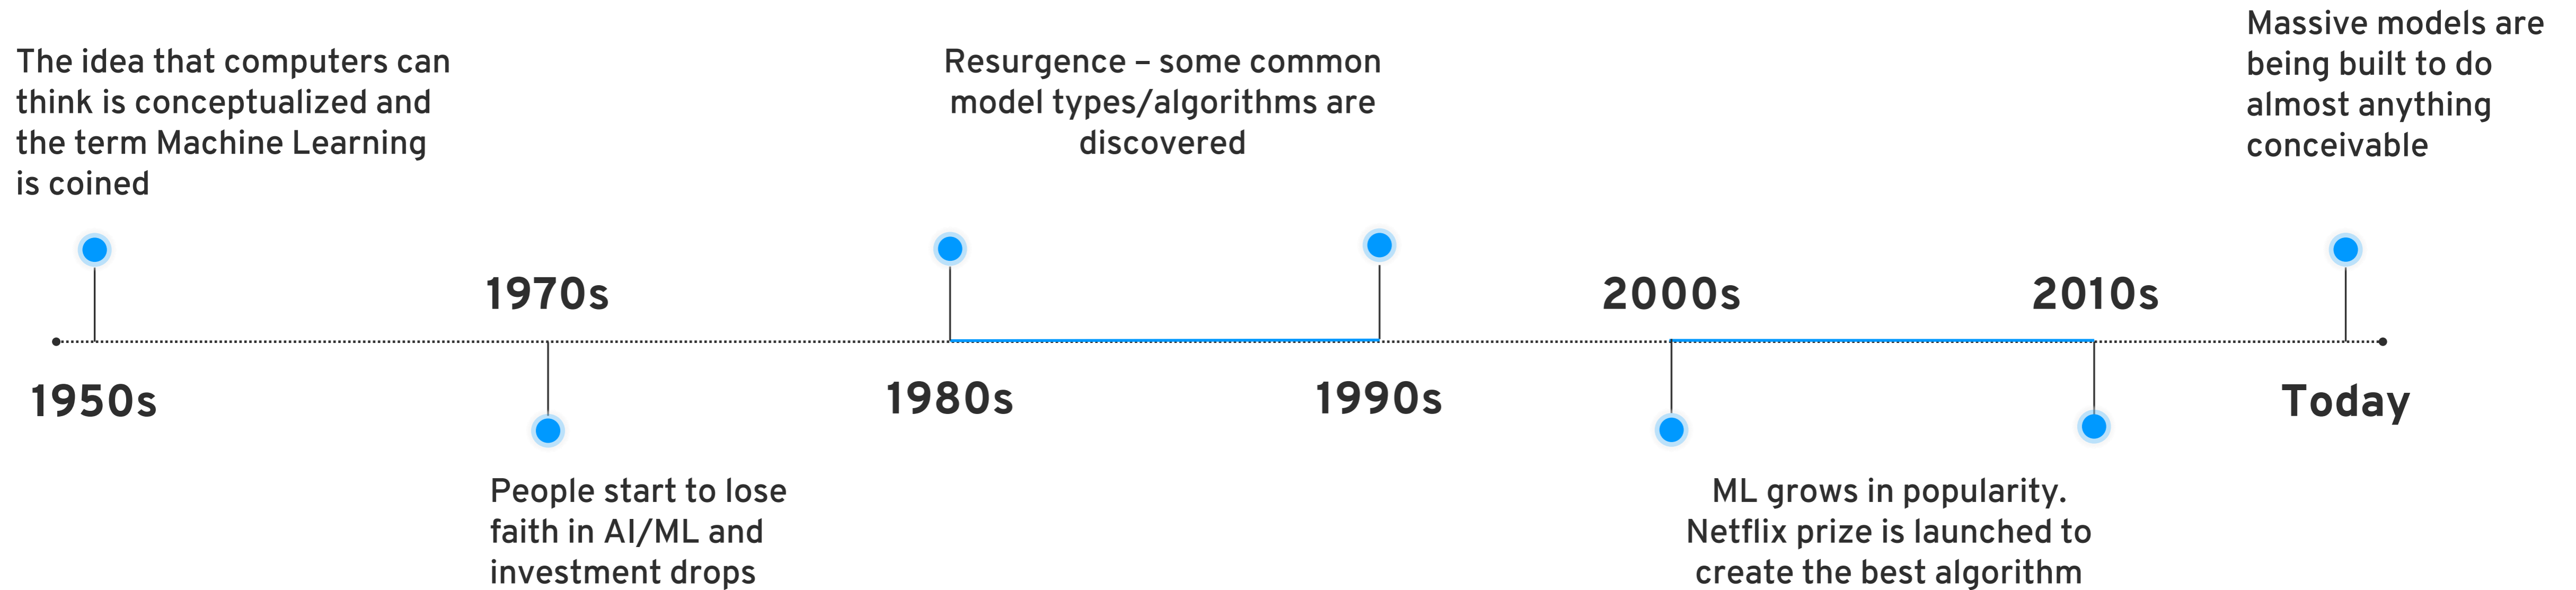 The idea that computers can
think is conceptualized and
the term Machine Learning
is coined
1950s
1970s
People start to lose
faith in AI/ML and
investment drops
Resurgence – some common
model types/algorithms are
discovered
1980s
1990s
2000s
2010s
ML grows in popularity.
Netflix prize is launched to
create the best algorithm
Massive models are
being built to do
almost anything
conceivable
Today